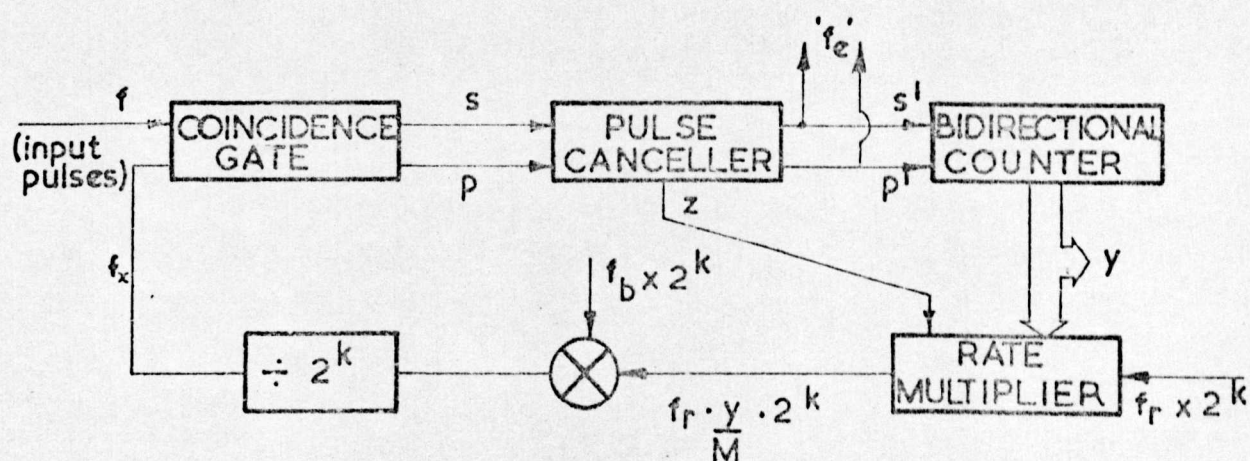 'fe'
f
s
s'
COINCIDENCE
GATE
PULSE
CANCELLER
BIDIRECTIONAL
COUNTER
(input
pulses)
p
p'
z
fx
fb × 2^k
y
÷ 2^k
RATE
MULTIPLIER
fr · y/M · 2^k
fr × 2^k